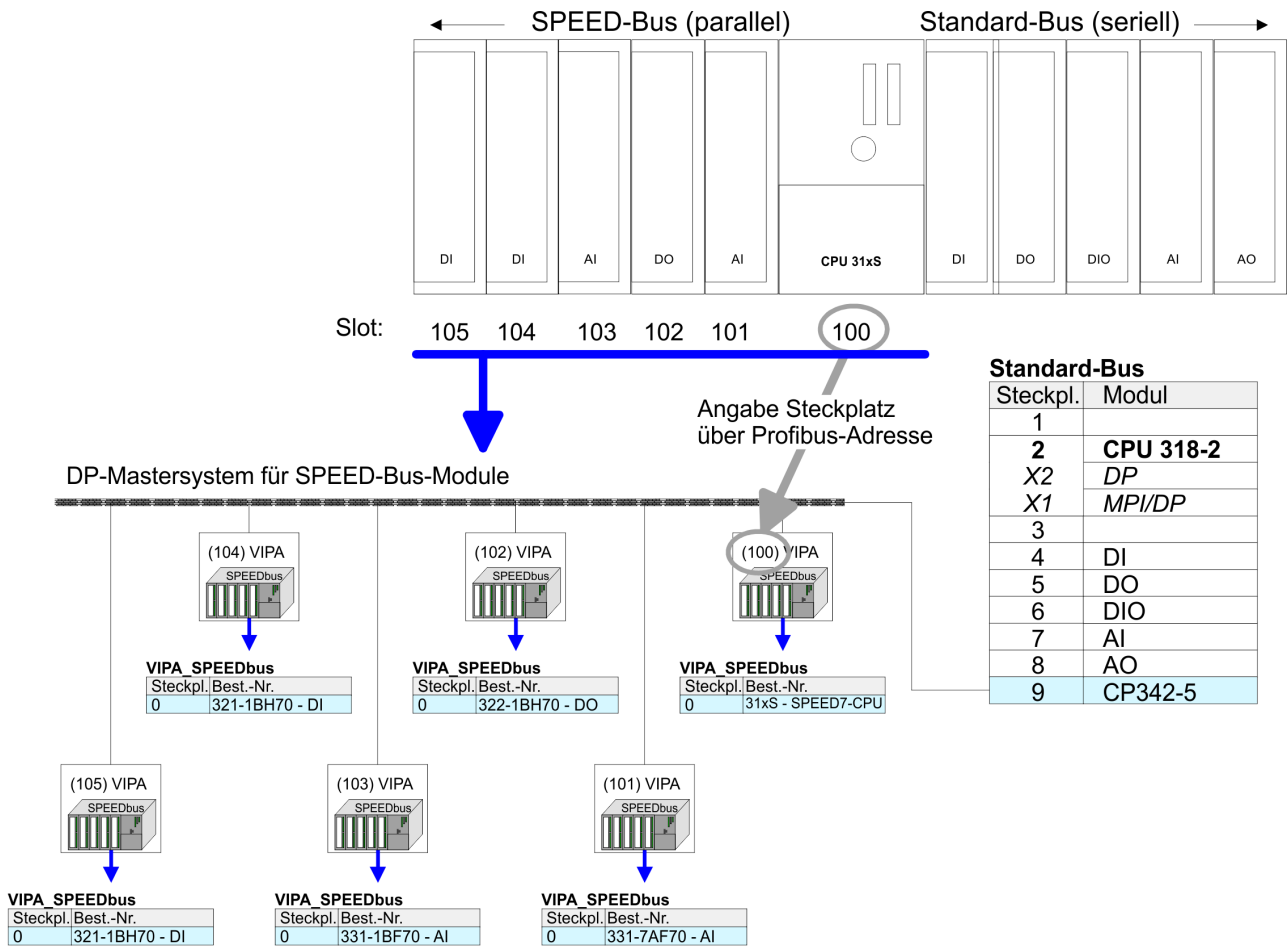 SPEED-Bus (parallel) Standard-Bus (seriell)
DI DI AI DO AI CPU 31xS DI DO DIO AI AO
Slot: 105 104 103 102 101 100
Angabe Steckplatz
über Profibus-Adresse
Standard-Bus
Steckpl. Modul
1
2 CPU 318-2
X2 DP
X1 MPI/DP
3
4 DI
5 DO
6 DIO
7 AI
8 AO
9 CP342-5
DP-Mastersystem für SPEED-Bus-Module
(104) VIPA
SPEEDbus
VIPA_SPEEDbus
Steckpl. Best.-Nr.
0 321-1BH70 - DI
(102) VIPA
SPEEDbus
VIPA_SPEEDbus
Steckpl. Best.-Nr.
0 322-1BH70 - DO
(100) VIPA
SPEEDbus
VIPA_SPEEDbus
Steckpl. Best.-Nr.
0 31xS - SPEED7-CPU
(105) VIPA
SPEEDbus
VIPA_SPEEDbus
Steckpl. Best.-Nr.
0 321-1BH70 - DI
(103) VIPA
SPEEDbus
VIPA_SPEEDbus
Steckpl. Best.-Nr.
0 331-1BF70 - AI
(101) VIPA
SPEEDbus
VIPA_SPEEDbus
Steckpl. Best.-Nr.
0 331-7AF70 - AI